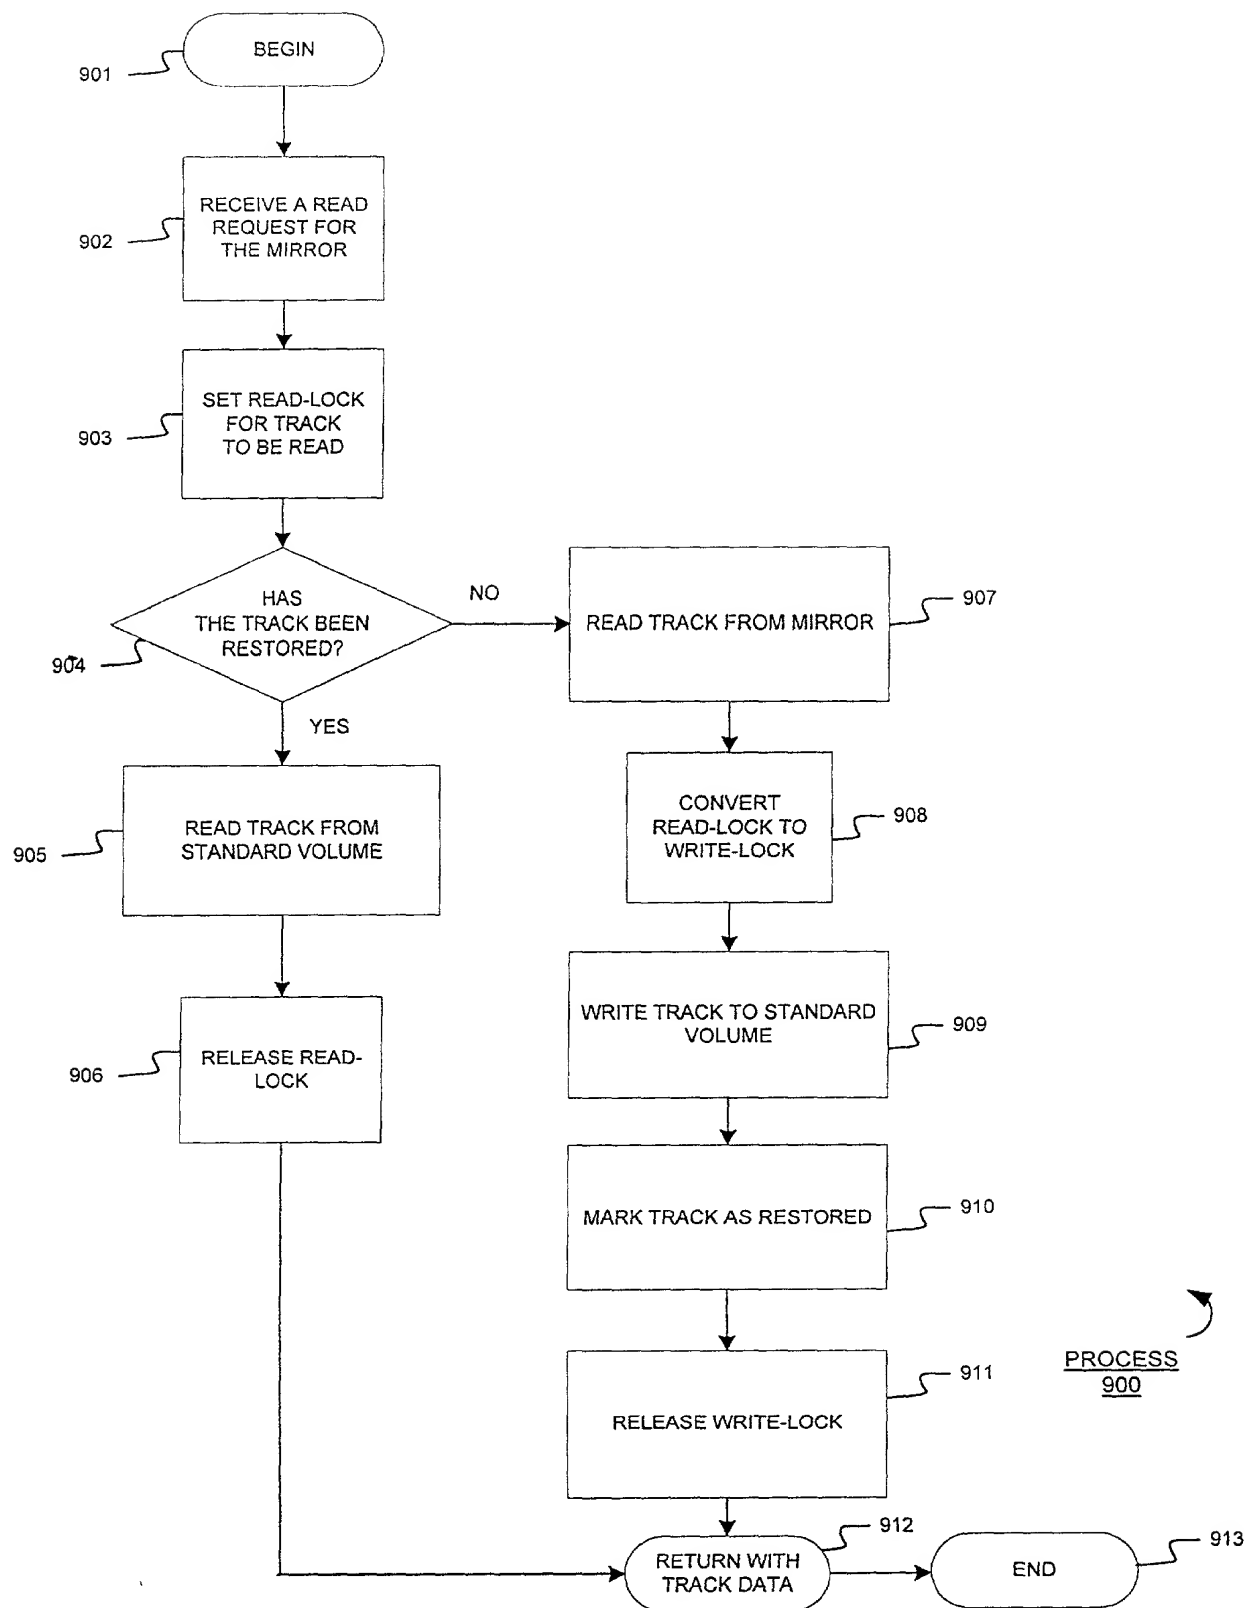 BEGIN
901
RECEIVE A READ
REQUEST FOR
THE MIRROR
902
SET READ-LOCK
FOR TRACK
TO BE READ
903
HAS
THE TRACK BEEN
RESTORED?
904
NO
YES
READ TRACK FROM MIRROR
907
READ TRACK FROM
STANDARD VOLUME
905
CONVERT
READ-LOCK TO
WRITE-LOCK
908
RELEASE READ-
LOCK
906
WRITE TRACK TO STANDARD
VOLUME
909
MARK TRACK AS RESTORED
910
RELEASE WRITE-LOCK
911
PROCESS
900
RETURN WITH
TRACK DATA
912
END
913